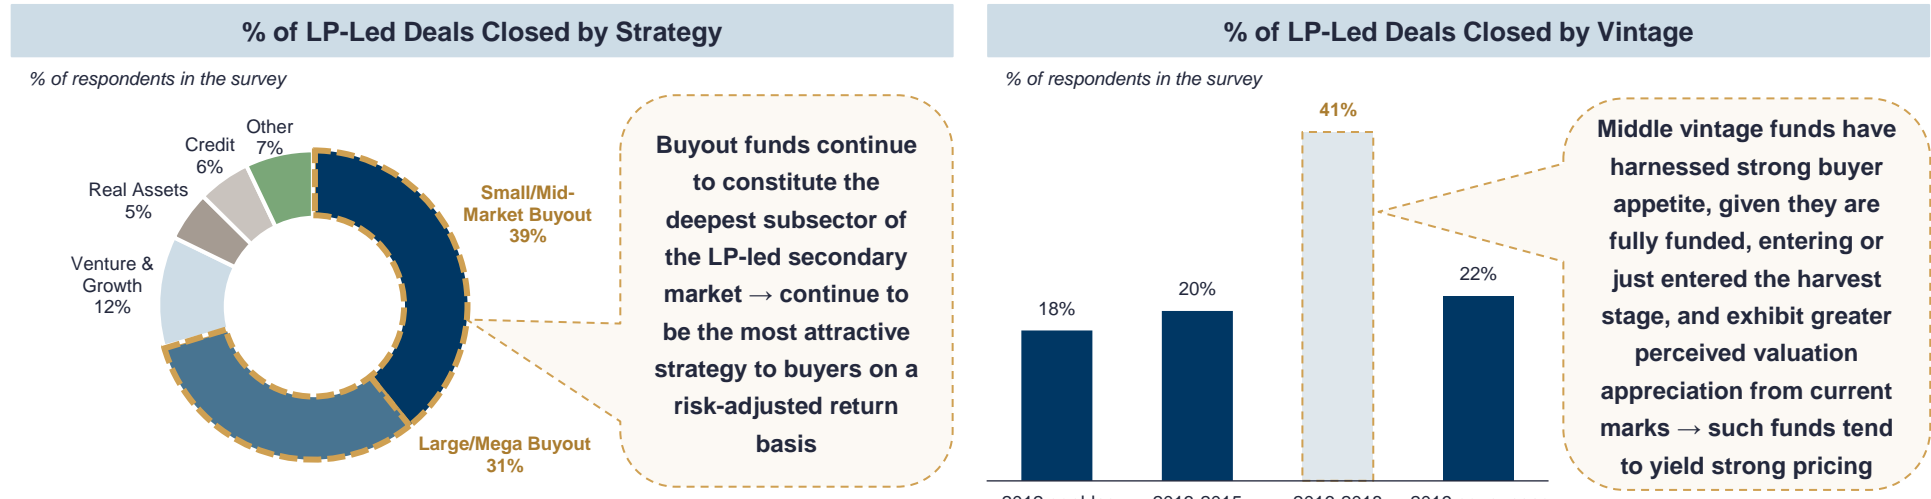 % of LP-Led Deals Closed by Strategy
% of respondents in the survey
Other
7%
Credit
6%
Real Assets
5%
Venture &
Growth
12%
Small/Mid-
Market Buyout
39%
Large/Mega Buyout
31%
Buyout funds continue
to constitute the
deepest subsector of
the LP-led secondary
market → continue to
be the most attractive
strategy to buyers on a
risk-adjusted return
basis
% of LP-Led Deals Closed by Vintage
% of respondents in the survey
18%
20%
41%
22%
Middle vintage funds have
harnessed strong buyer
appetite, given they are
fully funded, entering or
just entered the harvest
stage, and exhibit greater
perceived valuation
appreciation from current
marks → such funds tend
to yield strong pricing